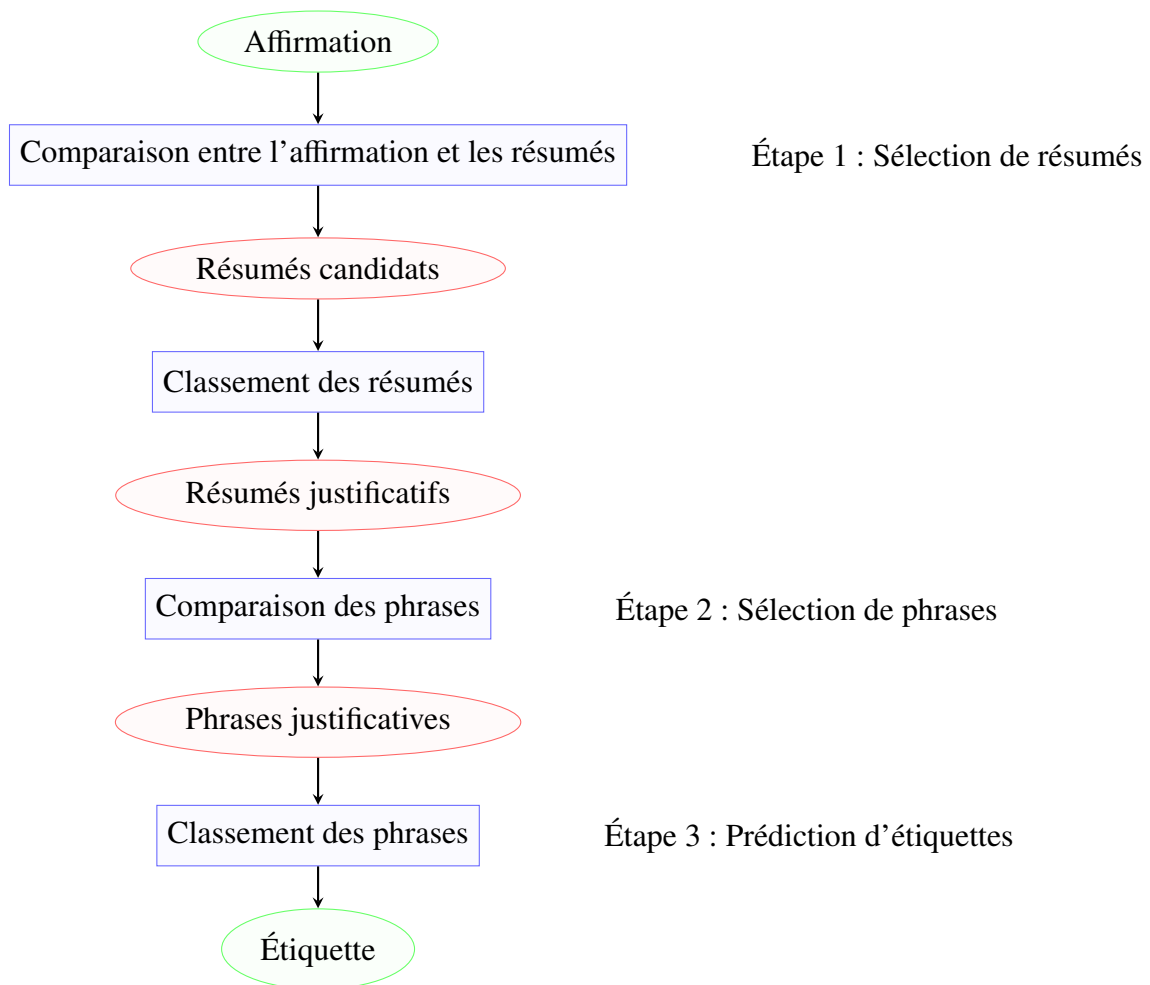 Affirmation
Comparaison entre l'affirmation et les résumés
Étape 1 : Sélection de résumés
Résumés candidats
Classement des résumés
Résumés justificatifs
Comparaison des phrases
Étape 2 : Sélection de phrases
Phrases justificatives
Classement des phrases
Étape 3 : Prédiction d'étiquettes
Étiquette